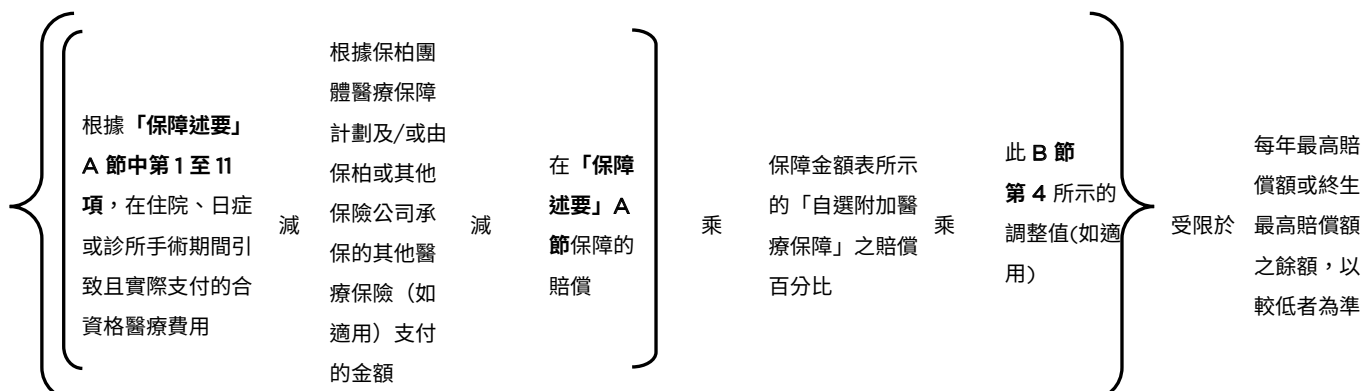 根據「保障述要」
A 節中第 1 至 11
項，在住院、日症
或診所手術期間引
致且實際支付的合
資格醫療費用
減
根據保柏團
體醫療保障
計劃及/或由
保柏或其他
保險公司承
保的其他醫
療保險（如
適用）支付
的金額
減
在「保障
述要」A
節保障的
賠償
乘
保障金額表所示
的「自選附加醫
療保障」之賠償
百分比
乘
此 B 節
第 4 所示的
調整值(如適
用)
受限於
每年最高賠
償額或終生
最高賠償額
之餘額，以
較低者為準